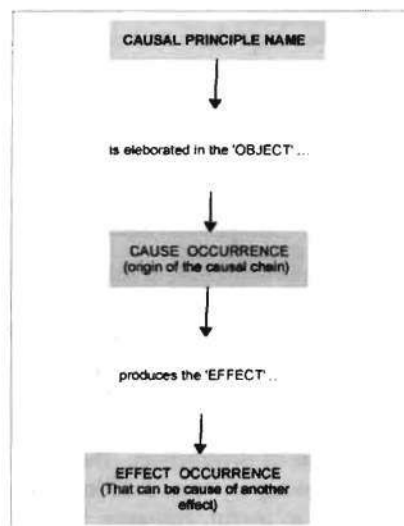 CAUSAL PRINCIPLE NAME
is eleborated in the 'OBJECT' ...
CAUSE OCCURRENCE
(origin of the causal chain)
produces the 'EFFECT' ..
EFFECT OCCURRENCE
(That can be cause of another
effect)